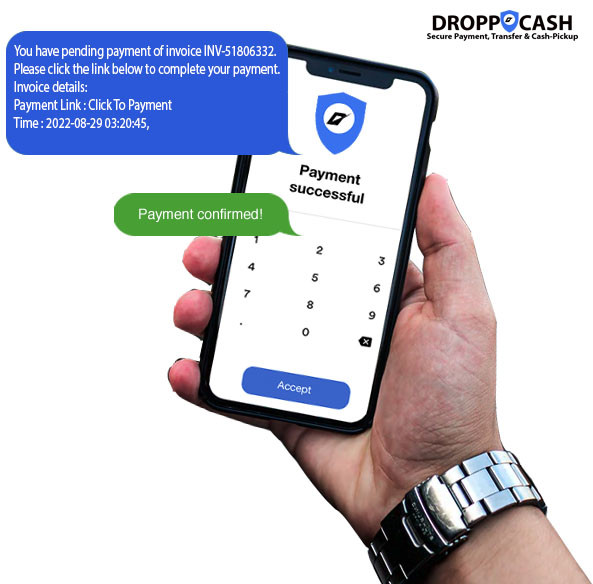 DROPP CASH
Secure Payment, Transfer & Cash-Pickup
You have pending payment of invoice INV-51806332.
Please click the link below to complete your payment.
Invoice details:
Payment Link : Click To Payment
Time : 2022-08-29 03:20:45,
Payment
successful
Payment confirmed!
1 2 3
4 5 6
7 8 9
. 0
Accept